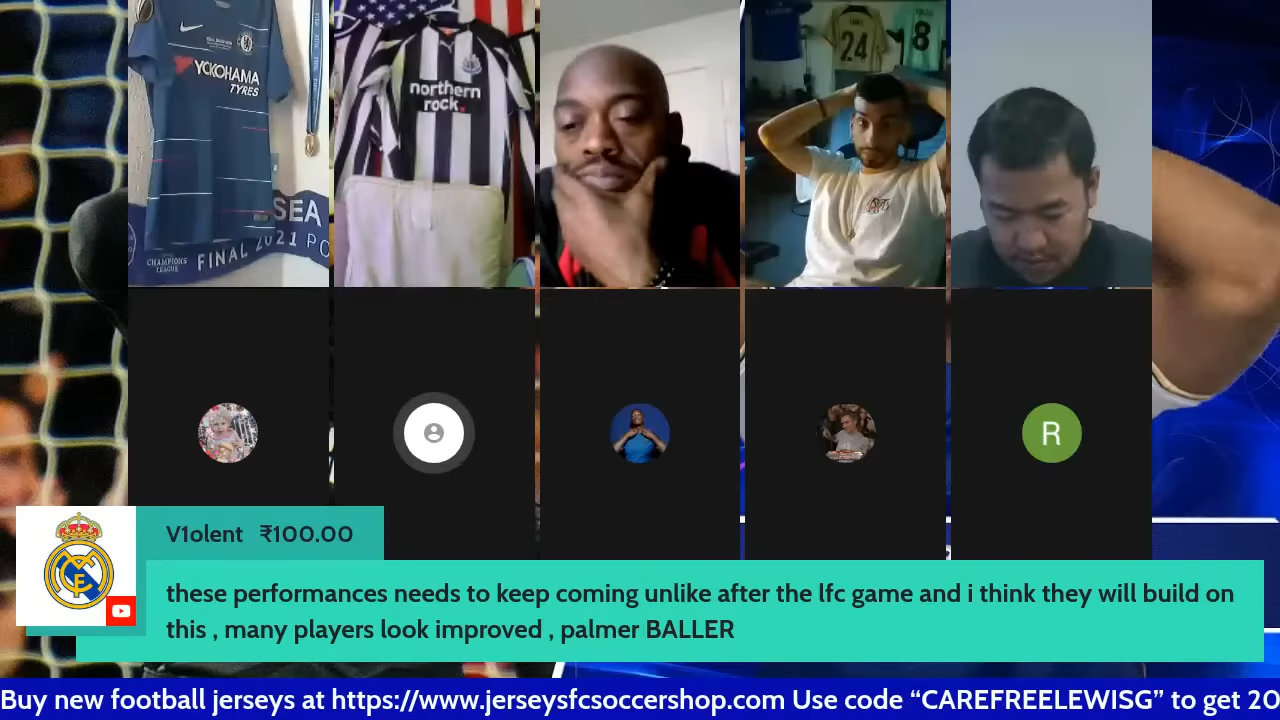 YOKOHAMA
TYRES
SEA
CHAMPIONS
LEAGUE
FINAL 2021 PO
northern
rock.
24
8
R
V1olent ₹100.00
these performances needs to keep coming unlike after the lfc game and i think they will build on
this , many players look improved , palmer BALLER
Buy new football jerseys at https://www.jerseysfcsoccershop.com Use code “CAREFREELEWISG” to get 20